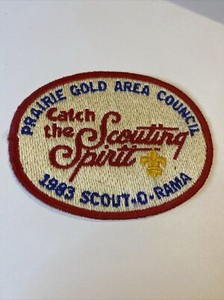 PRAIRIE GOLD AREA COUNCIL
Catch
the Scouting
Spirit
1983 SCOUT-O-RAMA